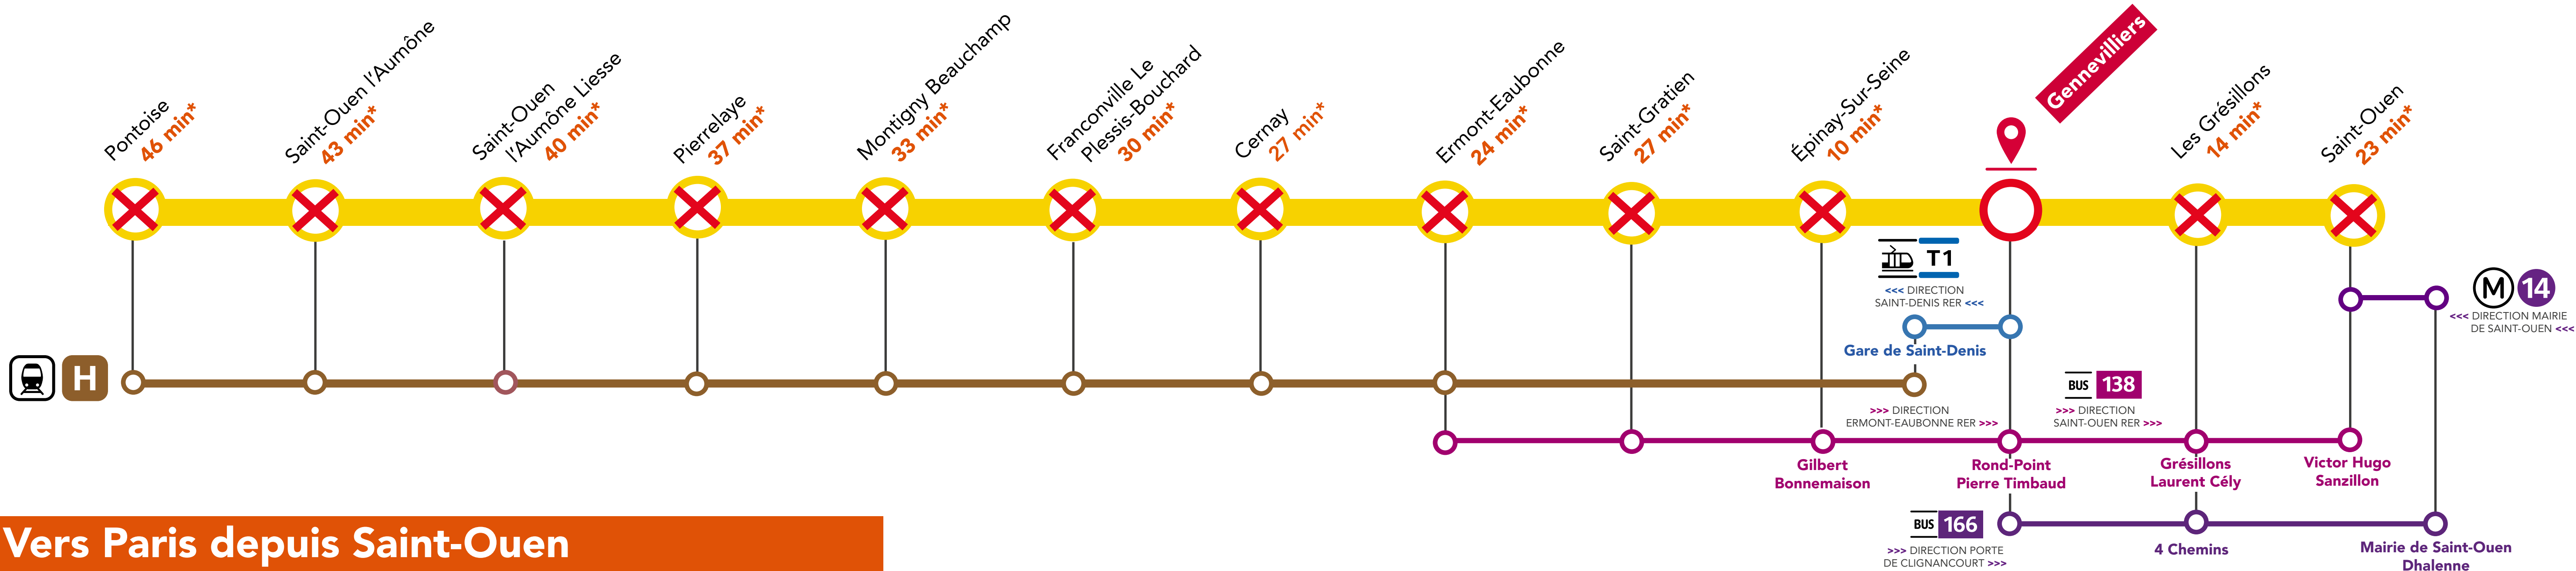 Pontoise
46 min*
Saint-Ouen l'Aumône
43 min*
Saint-Ouen
l'Aumône Liesse
40 min*
Pierrelaye
37 min*
Montigny Beauchamp
33 min*
Franconville Le
Plessis-Bouchard
30 min*
Cernay
27 min*
Ermont-Eaubonne
24 min*
Saint-Gratien
27 min*
Épinay-Sur-Seine
10 min*
Gennevilliers
Les Grésillons
14 min*
Saint-Ouen
23 min*
T1
<<< DIRECTION
SAINT-DENIS RER <<<
Gare de Saint-Denis
M 14
<<< DIRECTION MAIRIE
DE SAINT-OUEN <<<
H
>>> DIRECTION
ERMONT-EAUBONNE RER >>>
BUS 138
>>> DIRECTION
SAINT-OUEN RER >>>
Gilbert
Bonnemaison
Rond-Point
Pierre Timbaud
Grésillons
Laurent Cély
Victor Hugo
Sanzillon
BUS 166
>>> DIRECTION PORTE
DE CLIGNANCOURT >>>
4 Chemins
Mairie de Saint-Ouen
Dhalenne
Vers Paris depuis Saint-Ouen